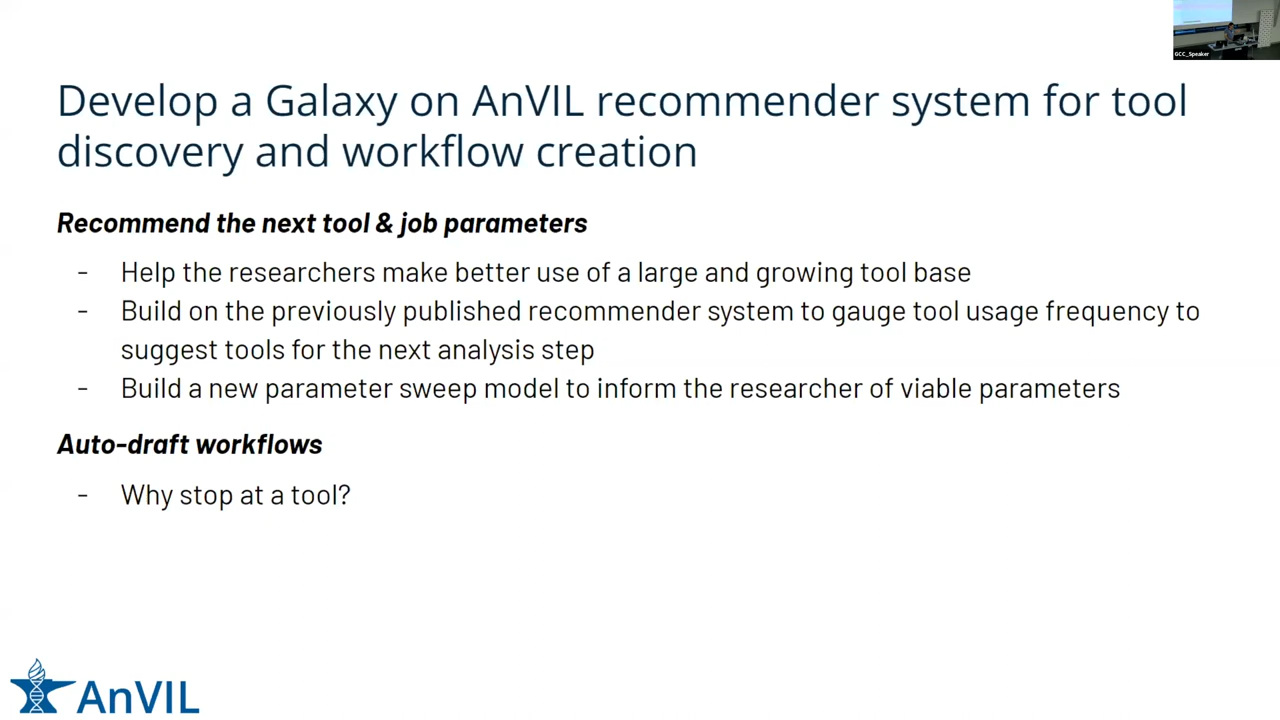 GCC_Speaker
Develop a Galaxy on AnVIL recommender system for tool
discovery and workflow creation
Recommend the next tool & job parameters
- Help the researchers make better use of a large and growing tool base
- Build on the previously published recommender system to gauge tool usage frequency to
suggest tools for the next analysis step
- Build a new parameter sweep model to inform the researcher of viable parameters
Auto-draft workflows
- Why stop at a tool?
AnVIL